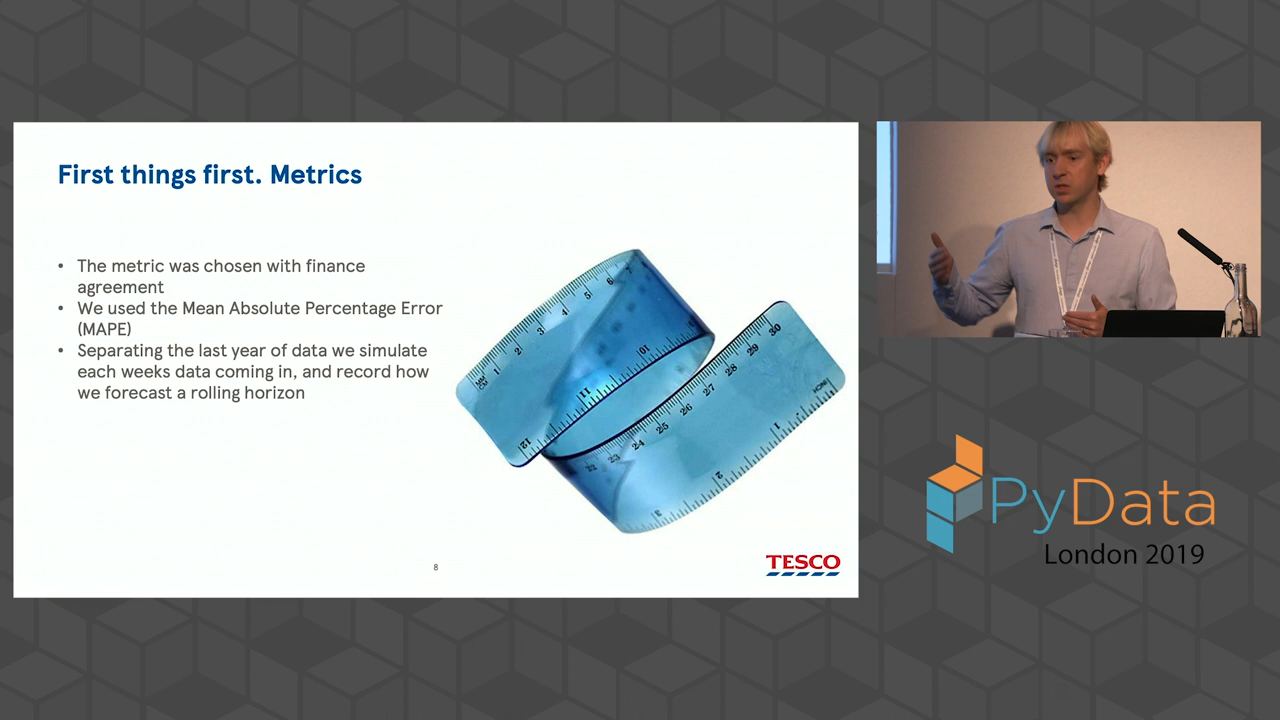 First things first. Metrics
• The metric was chosen with finance
agreement
• We used the Mean Absolute Percentage Error
(MAPE)
• Separating the last year of data we simulate
each weeks data coming in, and record how
we forecast a rolling horizon
8
TESCO
PyData
London 2019